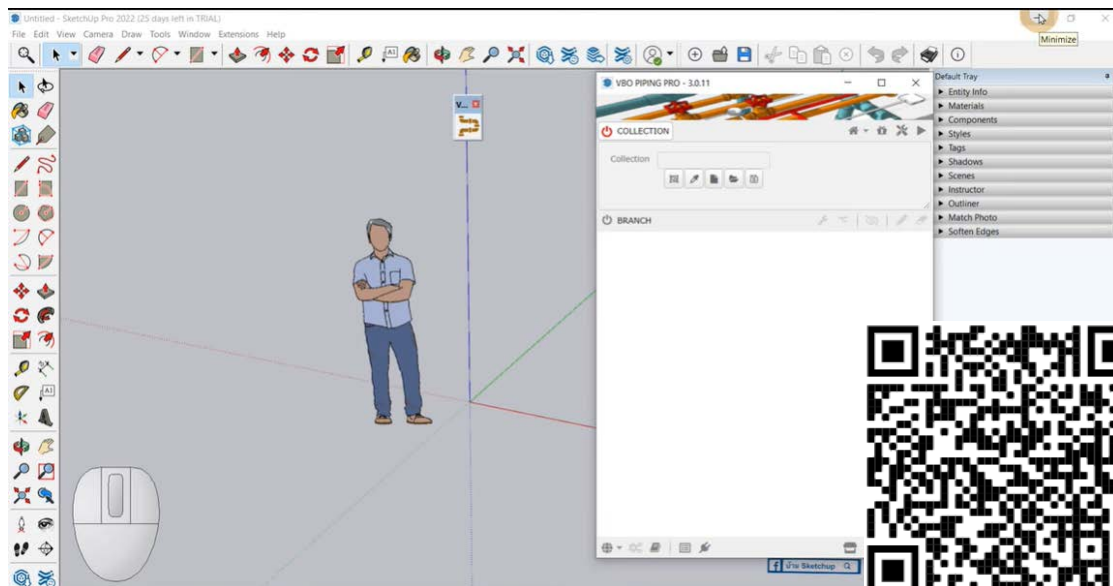 Untitled - SketchUp Pro 2022 (25 days left in TRIAL)
File Edit View Camera Draw Tools Window Extensions Help
Minimize
VBO PIPING PRO - 3.0.11
COLLECTION
Collection
BRANCH
V...
Default Tray
Entity Info
Materials
Components
Styles
Tags
Shadows
Scenes
Instructor
Outliner
Match Photo
Soften Edges
f บ้าน Sketchup